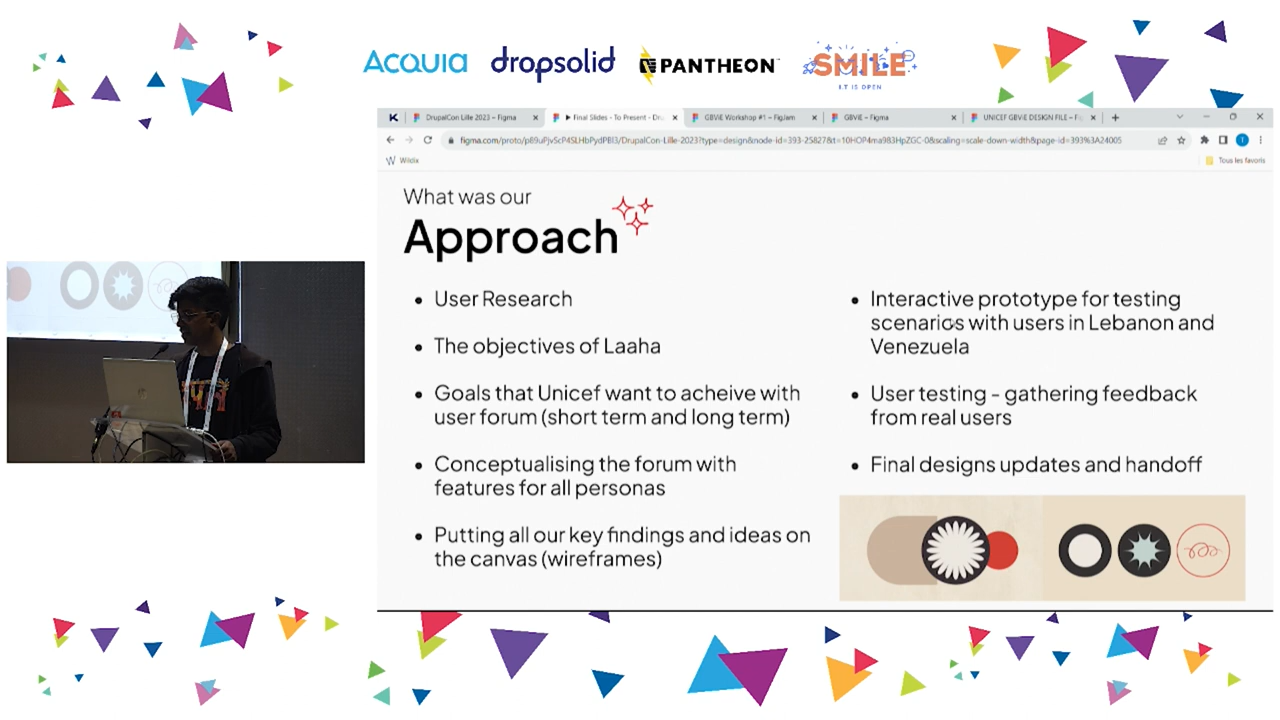 ACQUIA dropsolid PANTHEON SMILE
I.T IS OPEN
DrupalCon Lille 2023 – Figma
Final Slides - To Present - Dru
GBViE Workshop #1 – FigJam
GBViE – Figma
UNICEF GBViE DESIGN FILE – Fi
Wildix
Tous les favoris
What was our
Approach
• User Research
• The objectives of Laaha
• Goals that Unicef want to acheive with
user forum (short term and long term)
• Conceptualising the forum with
features for all personas
• Putting all our key findings and ideas on
the canvas (wireframes)
• Interactive prototype for testing
scenarios with users in Lebanon and
Venezuela
• User testing - gathering feedback
from real users
• Final designs updates and handoff